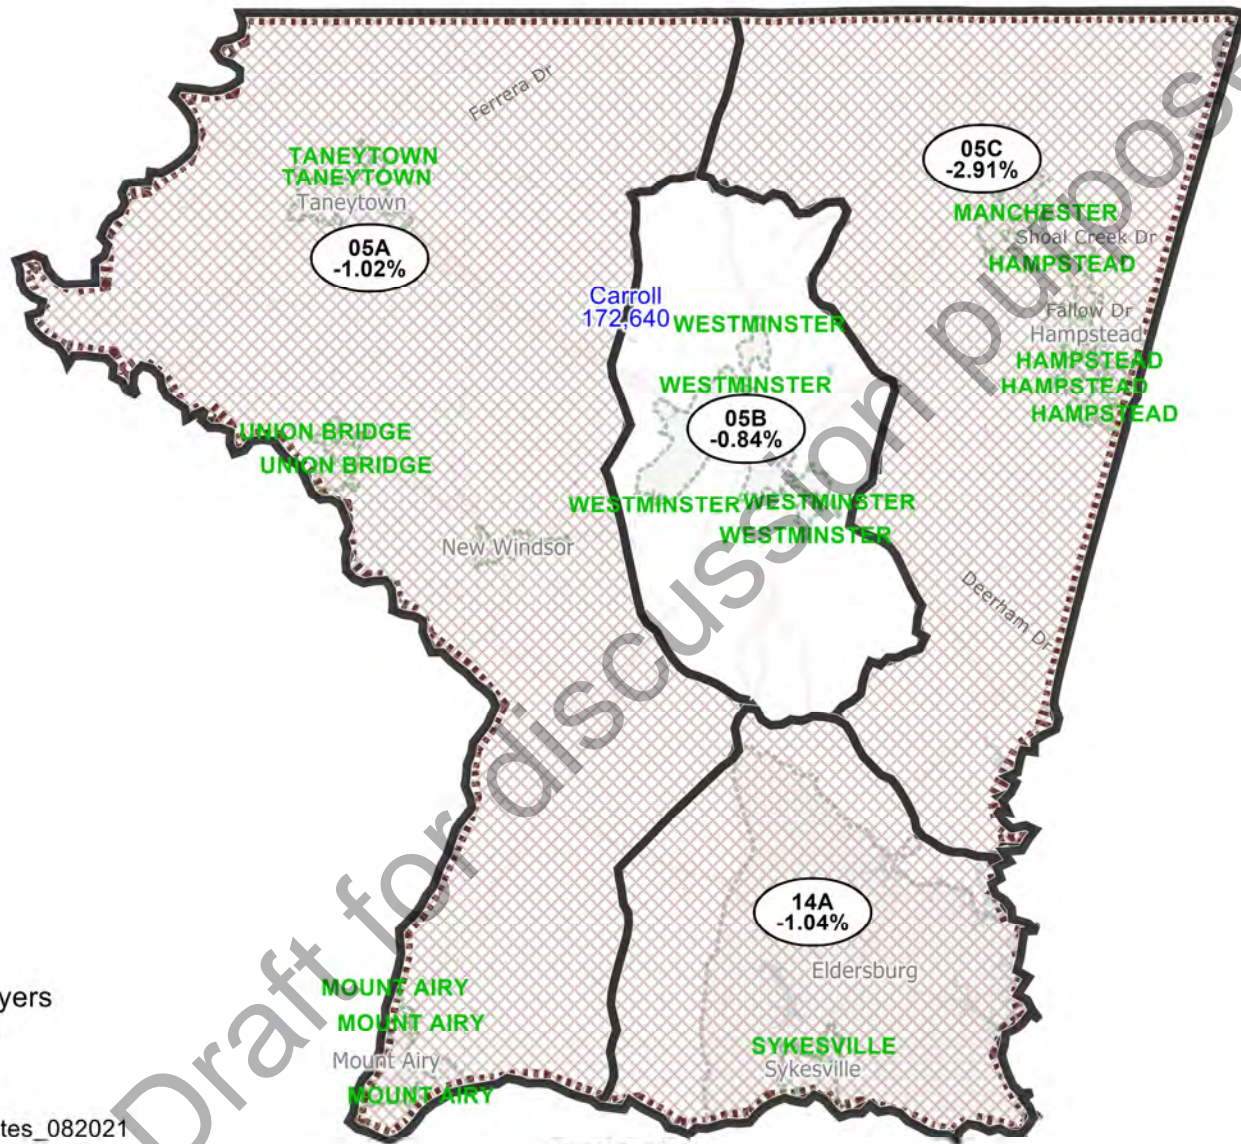 Ferrera Dr
TANEYTOWN
TANEYTOWN
Taneytown
05A
-1.02%
05C
-2.91%
MANCHESTER
Shoal Creek Dr
HAMPSTEAD
Fallow Dr
Hampstead
HAMPSTEAD
HAMPSTEAD
HAMPSTEAD
Carroll
172,640
WESTMINSTER
WESTMINSTER
05B
-0.84%
WESTMINSTER
WESTMINSTER
WESTMINSTER
UNION BRIDGE
UNION BRIDGE
New Windsor
Deerham Dr
14A
-1.04%
Eldersburg
SYKESVILLE
Sykesville
MOUNT AIRY
MOUNT AIRY
Mount Airy
MOUNT AIRY
yers
tes_082021
Draft for discussion purpose